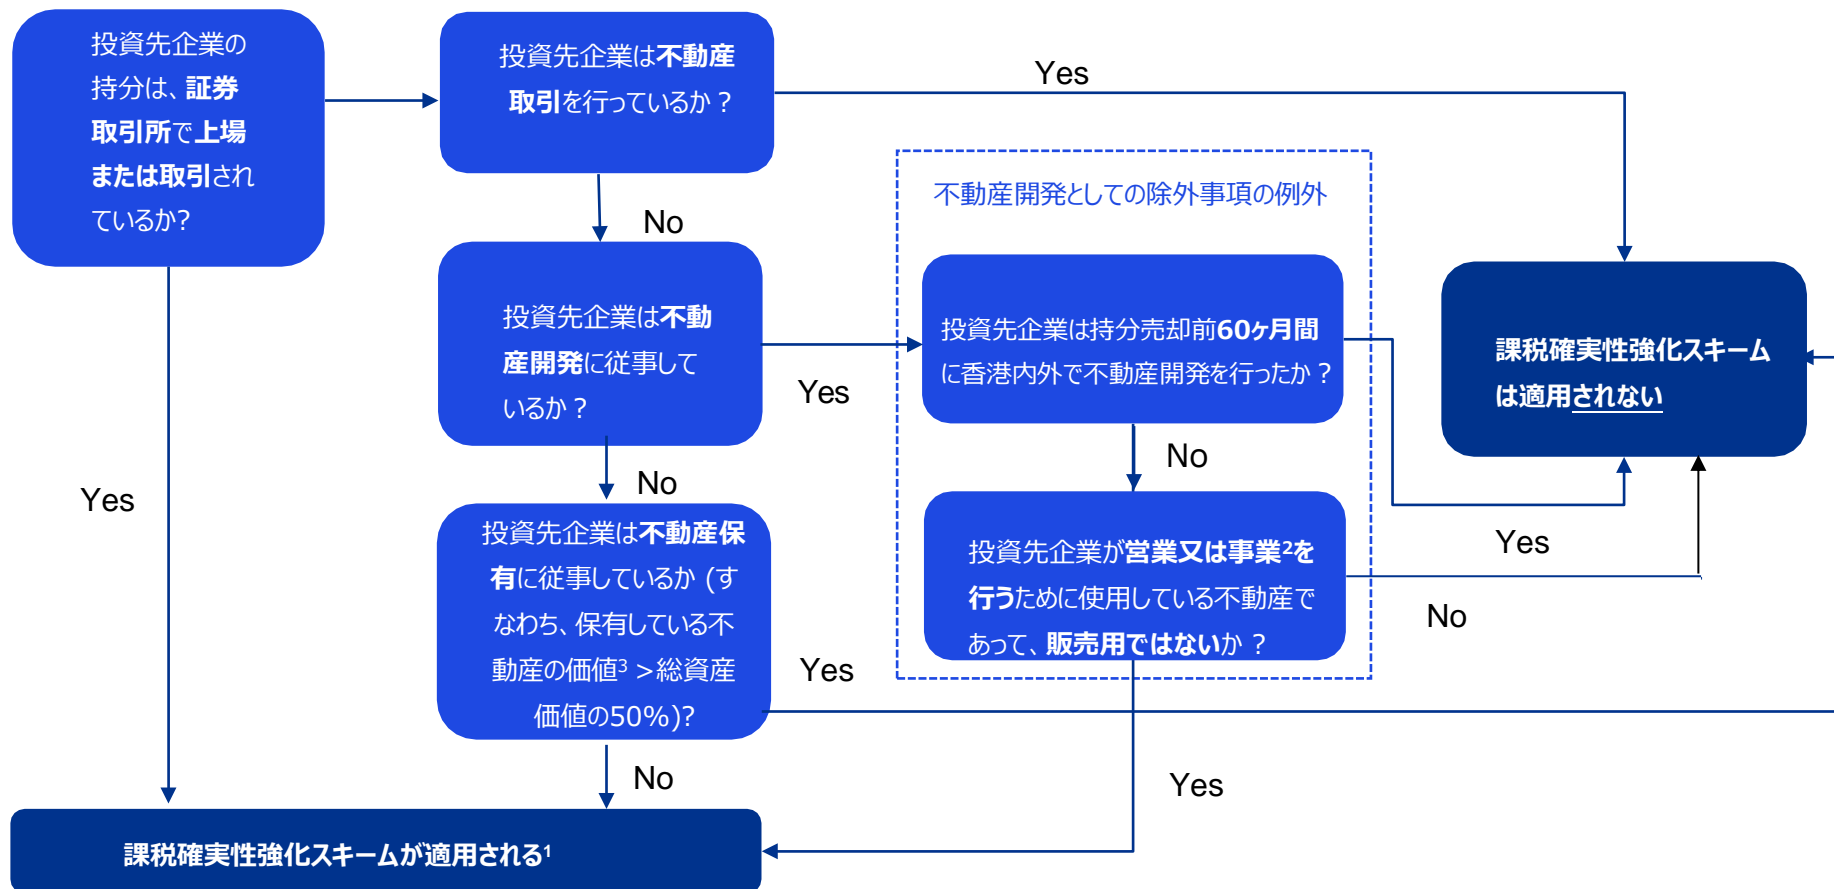 投資先企業の
持分は、証券
取引所で上場
または取引され
ているか?
投資先企業は不動産
取引を行っているか？
Yes
No
不動産開発としての除外事項の例外
投資先企業は不動
産開発に従事して
いるか？
Yes
投資先企業は持分売却前60ヶ月間
に香港内外で不動産開発を行ったか？
課税確実性強化スキーム
は適用されない
No
No
Yes
Yes
投資先企業は不動産保
有に従事しているか (す
なわち、保有している不
動産の価値³ >総資産
価値の50%)?
Yes
投資先企業が営業又は事業²を
行うために使用している不動産で
あって、販売用ではないか？
No
No
Yes
課税確実性強化スキームが適用される¹